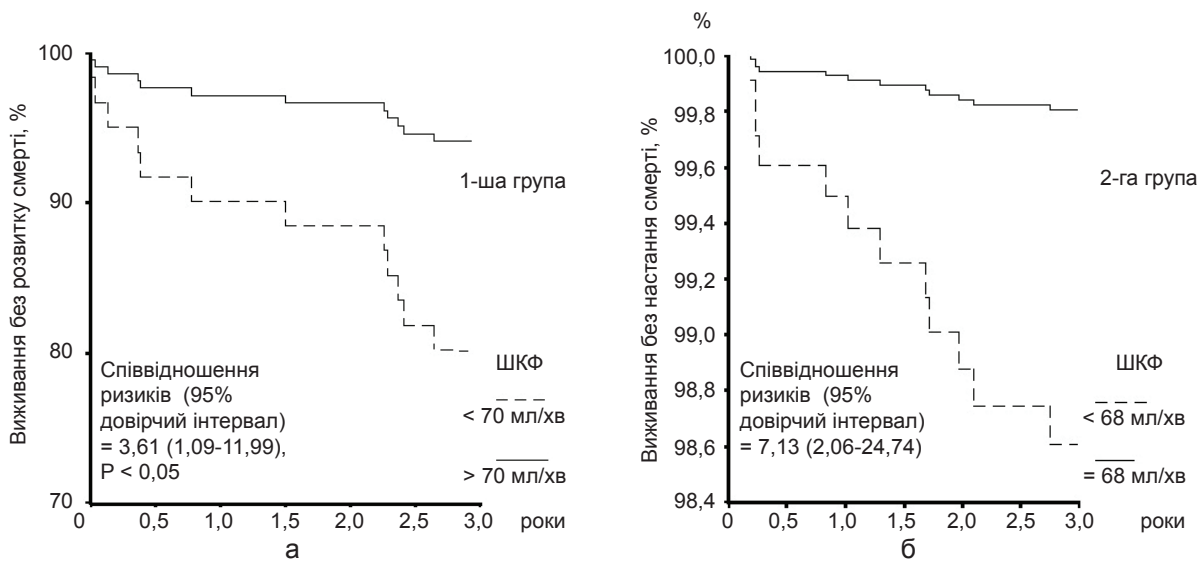 Виживання без розвитку смерті, %
100
90
80
70
1-ша група
Співвідношення
ризиків (95%
довірчий інтервал)
= 3,61 (1,09-11,99),
P < 0,05
ШКФ
< 70 мл/хв
> 70 мл/хв
0 0,5 1,0 1,5 2,0 2,5 3,0 роки
а
%
Виживання без настання смерті, %
100,0
99,8
99,6
99,4
99,2
99,0
98,8
98,6
98,4
2-га група
Співвідношення
ризиків (95%
довірчий інтервал)
= 7,13 (2,06-24,74)
ШКФ
< 68 мл/хв
= 68 мл/хв
0 0,5 1,0 1,5 2,0 2,5 3,0 роки
б